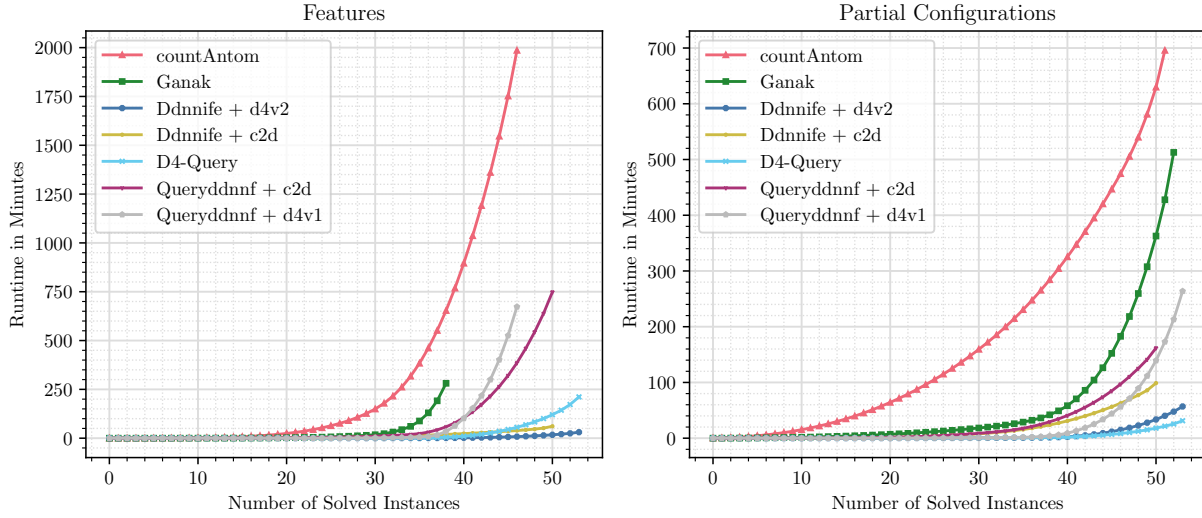 Features
2000
1750
1500
1250
1000
750
500
250
0
Runtime in Minutes
countAntom
Ganak
Ddnnife + d4v2
Ddnnife + c2d
D4-Query
Queryddnnf + c2d
Queryddnnf + d4v1
0 10 20 30 40 50
Number of Solved Instances
Partial Configurations
700
600
500
400
300
200
100
0
Runtime in Minutes
countAntom
Ganak
Ddnnife + d4v2
Ddnnife + c2d
D4-Query
Queryddnnf + c2d
Queryddnnf + d4v1
0 10 20 30 40 50
Number of Solved Instances